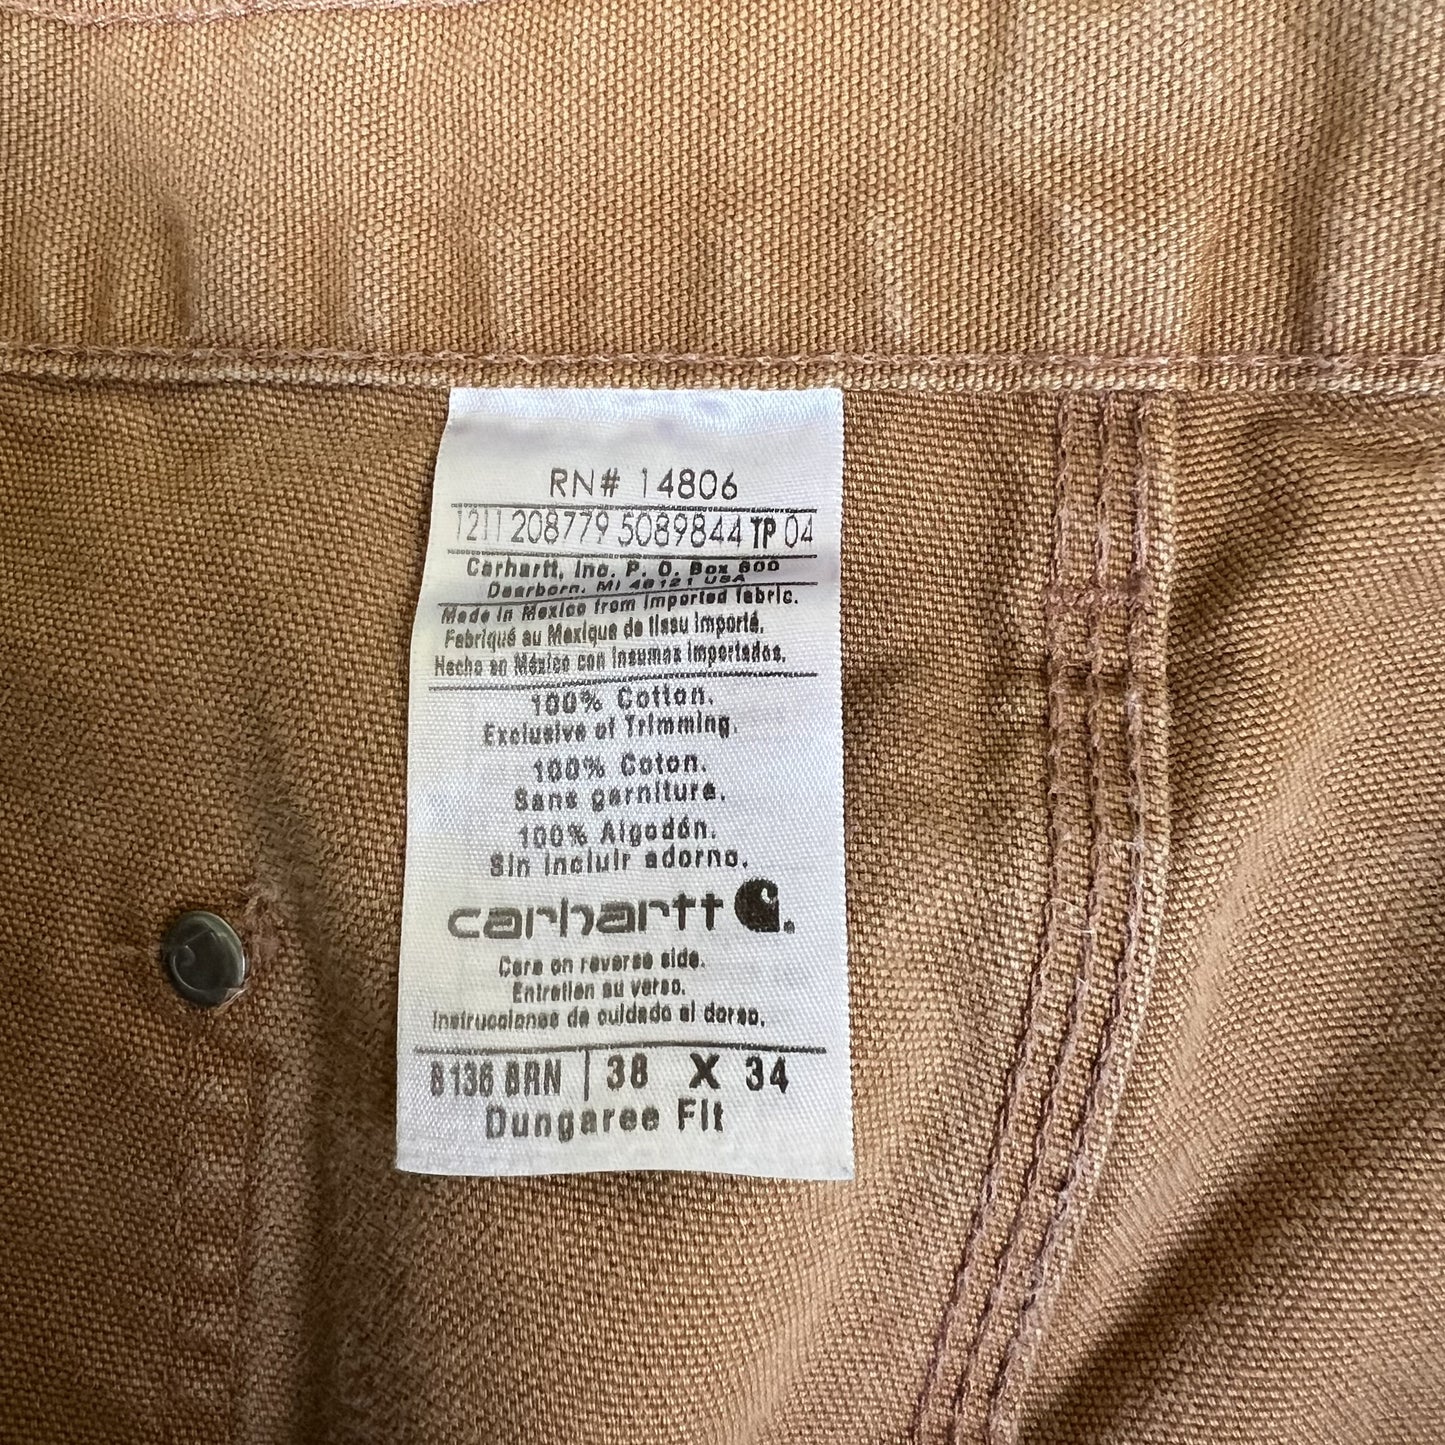 RN# 14806
1211 208779 5089844 TP 04
Carhartt, Inc. P. O. Box 600
Dearborn, MI 48121 USA
Made in Mexico from imported fabric.
Fabriqué au Mexique de tissu importé.
Hecho en México con insumos importados.
100% Cotton.
Exclusive of Trimming.
100% Coton.
Sans garniture.
100% Algodón.
Sin incluir adorno.
carhartt
Care on reverse side.
Entretien au verso.
Instrucciones de cuidado al dorso.
B136 BRN 38 X 34
Dungaree Fit